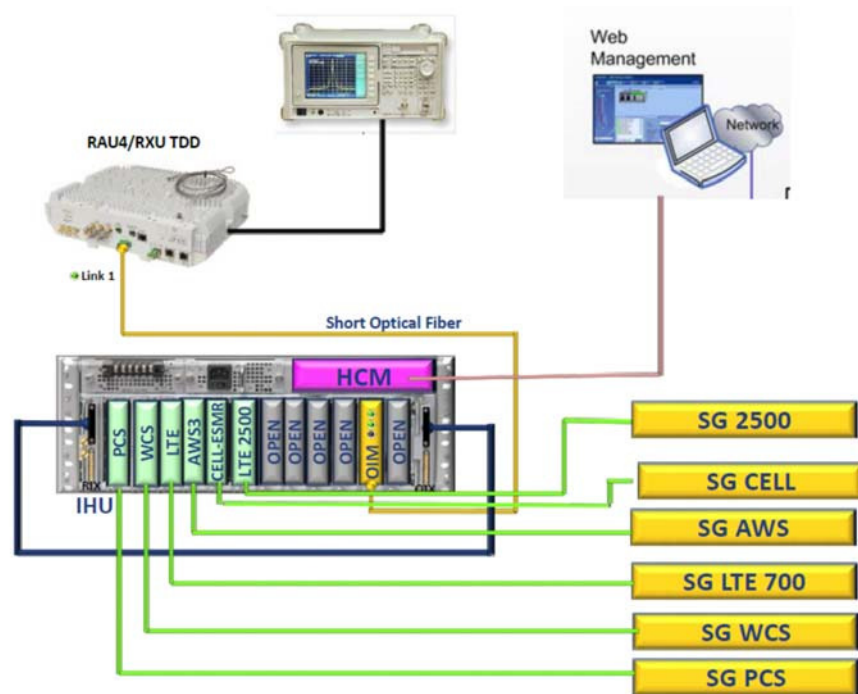 Web
Management
Network
RAU4/RXU TDD
Link 1
Short Optical Fiber
HCM
PCS
WCS
LTE
AWS3
CELL-ESMR
LTE 2500
OPEN
OPEN
OPEN
OPEN
OIM
OPEN
IHU
SG 2500
SG CELL
SG AWS
SG LTE 700
SG WCS
SG PCS